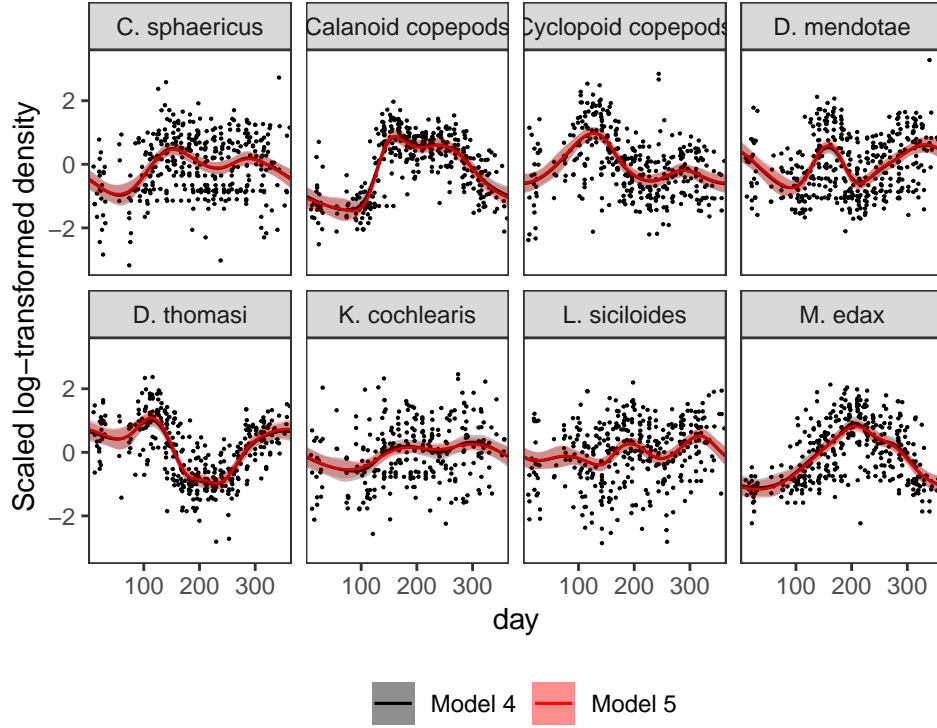 C. sphaericus Calanoid copepods Cyclopoid copepods D. mendotae
2
0
−2
D. thomasi K. cochlearis L. siciloides M. edax
2
0
−2
100 200 300 100 200 300 100 200 300 100 200 300
Scaled log−transformed density
day
Model 4 Model 5